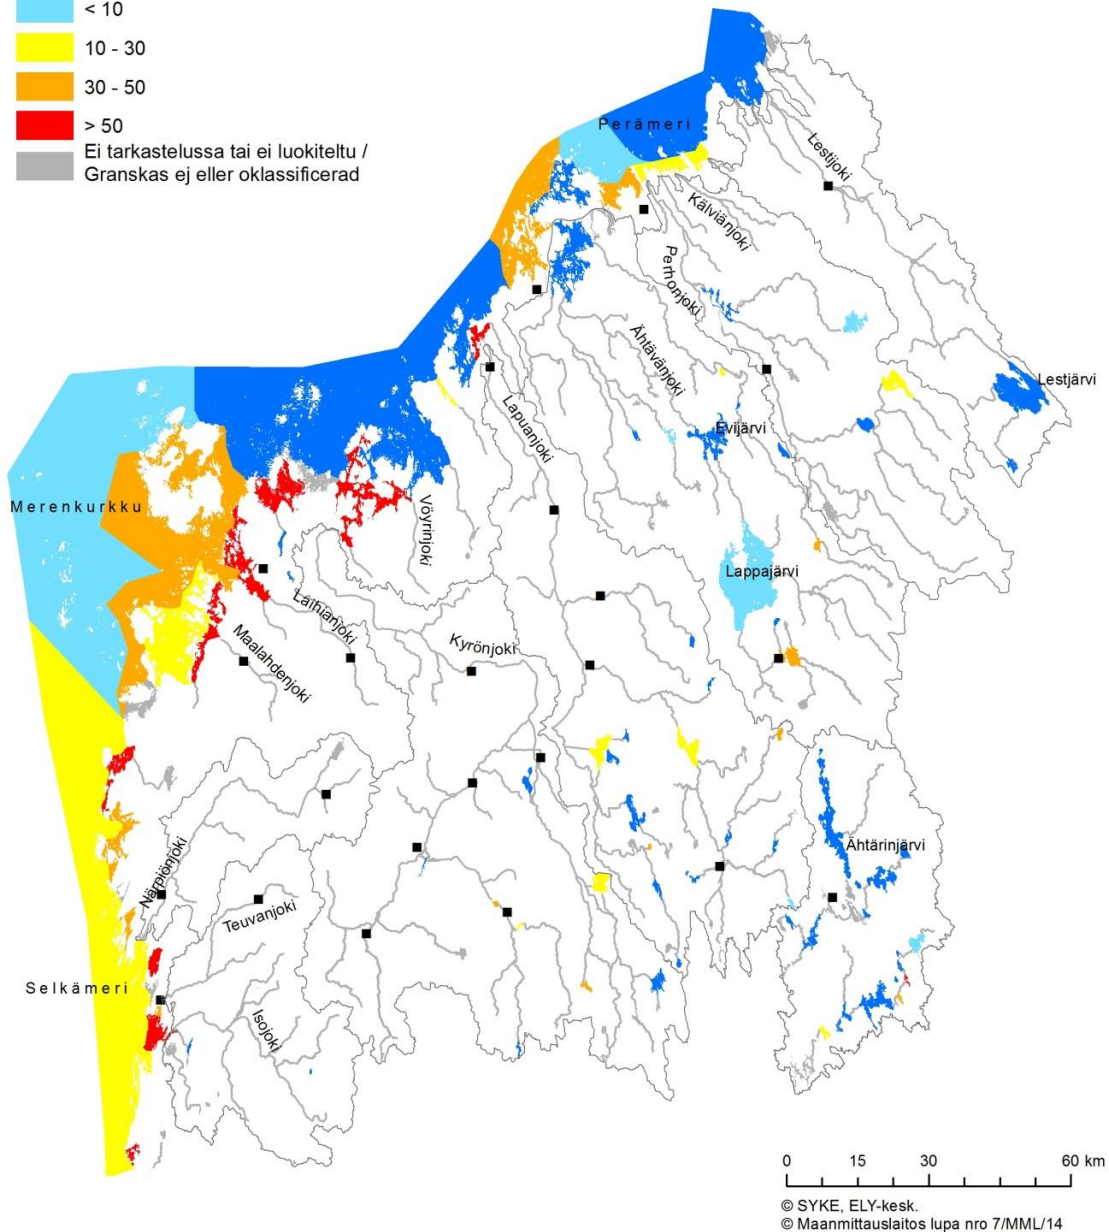 < 10
10 - 30
30 - 50
> 50
Ei tarkastelussa tai ei luokiteltu /
Granskas ej eller oklassificerad
Perämeri
Lestijoki
Kälviänjoki
Perhonjoki
Ähtävänjoki
Lestjärvi
Lapuanjoki
Evijärvi
Merenkurkku
Vöyrinjoki
Lappajärvi
Laihianjoki
Maalahdenjoki
Kyrönjoki
Ähtärinjärvi
Närpiönjoki
Teuvanjoki
Selkämeri
Isojoki
0 15 30 60 km
© SYKE, ELY-kesk.
© Maanmittauslaitos lupa nro 7/MML/14